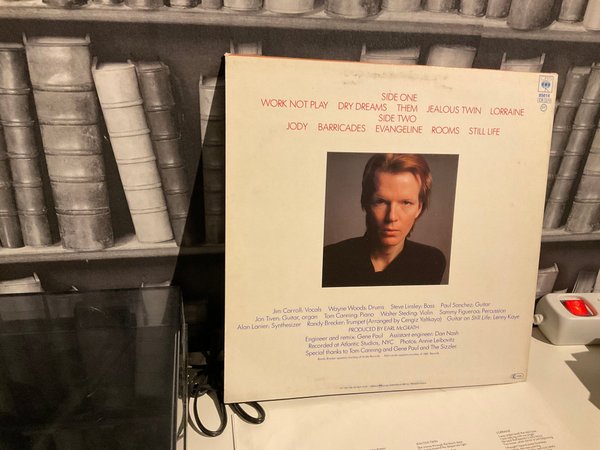 SIDE ONE
WORK NOT PLAY DRY DREAMS THEM JEALOUS TWIN LORRAINE
SIDE TWO
JODY BARRICADES EVANGELINE ROOMS STILL LIFE
CBS
85614
Jim Carroll: Vocals Wayne Woods: Drums Steve Linsley: Bass Paul Sanchez: Guitar
Jon Tiven: Guitar, organ Tom Canning: Piano Walter Steding: Violin Sammy Figueroa: Percussion
Alan Lanier: Synthesizer Randy Brecker: Trumpet (Arranged by Cengiz Yaltkaya) Guitar on Still Life: Lenny Kaye
PRODUCED BY EARL McGRATH
Engineer and remix: Gene Paul Assistant engineer: Dan Nash
Recorded at Atlantic Studios, NYC Photos: Annie Leibovitz
Special thanks to Tom Canning and Gene Paul and The Sizzler.
LORRAINE